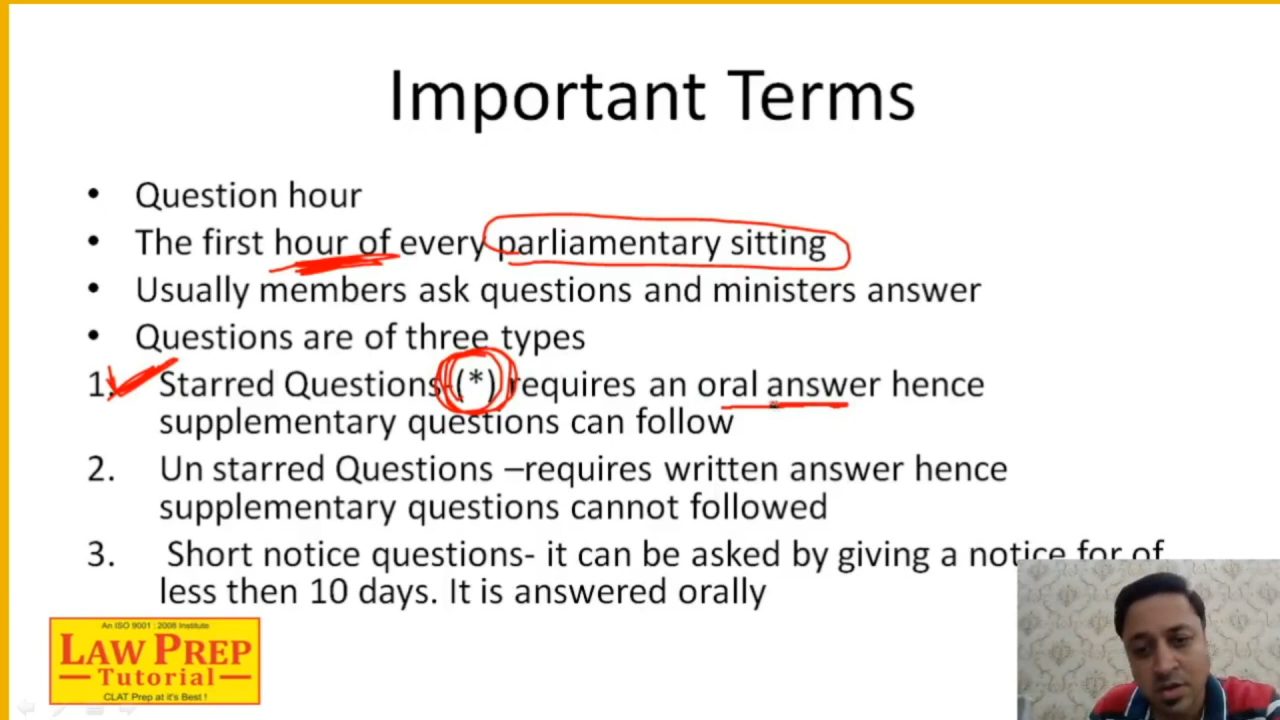 Important Terms
• Question hour
• The first hour of every parliamentary sitting
• Usually members ask questions and ministers answer
• Questions are of three types
1. Starred Questions-(*) requires an oral answer hence
supplementary questions can follow
2. Un starred Questions –requires written answer hence
supplementary questions cannot followed
3. Short notice questions- it can be asked by giving a notice for of
less then 10 days. It is answered orally
An ISO 9001 : 2008 Institute
LAW PREP
Tutorial
CLAT Prep at it's Best !